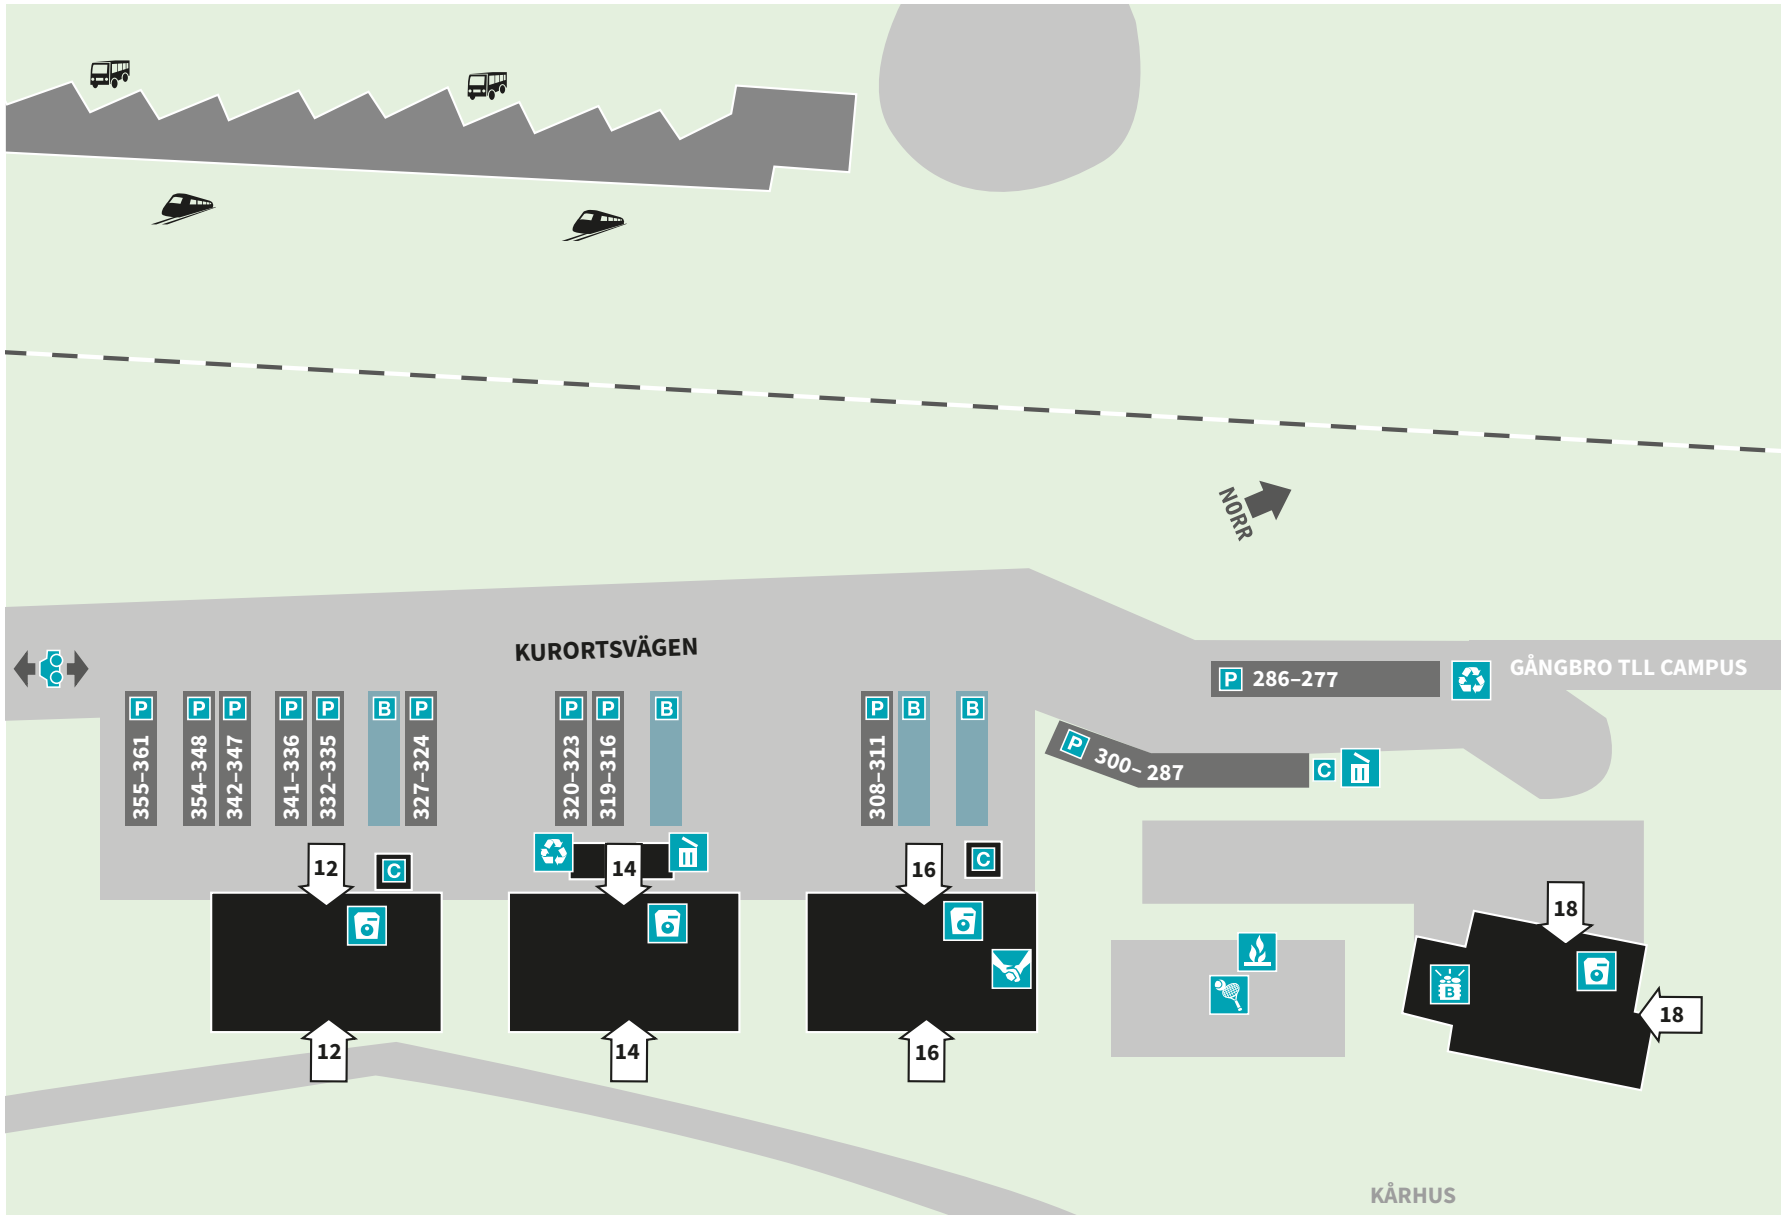 NORR
KURORTSVÄGEN
GÅNGBRO TLL CAMPUS
P 286–277
P 300–287
C
P 355–361
P 354–348
P 342–347
P 341–336
P 332–335
B
P 327–324
P 320–323
P 319–316
B
P 308–311
B
B
12
C
14
16
C
18
B
18
12
14
16
KÅRHUS